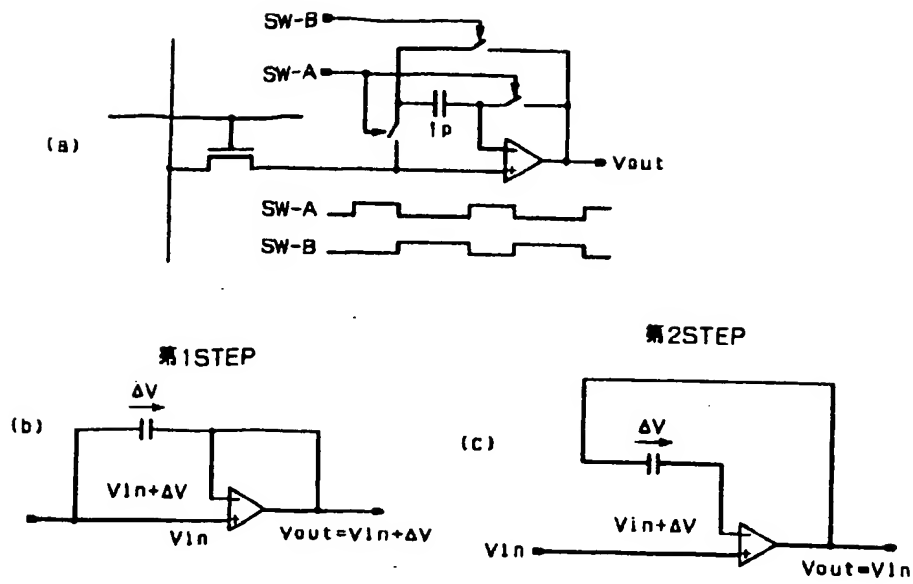 SW-B
SW-A
1p
(a)
Vout
SW-A
SW-B
第1STEP
第2STEP
ΔV
(b)
Vin+ΔV
Vin
Vout=Vin+ΔV
(c)
ΔV
Vin+ΔV
Vin
Vout=Vin